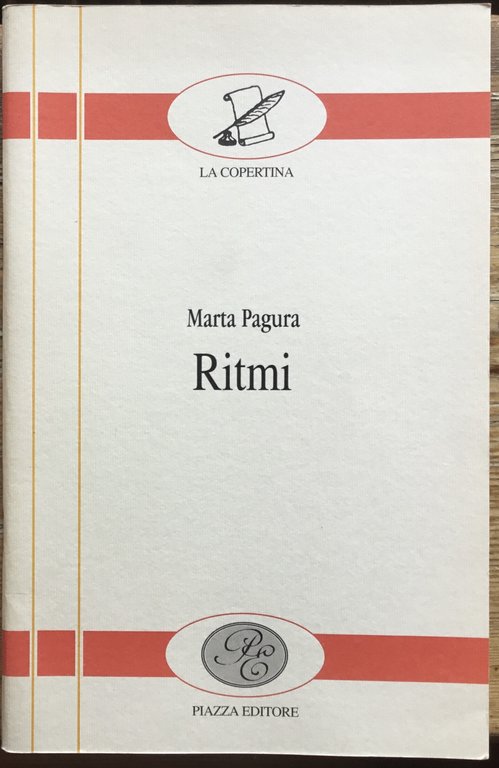 LA COPERTINA
Marta Pagura
Ritmi
PIAZZA EDITORE